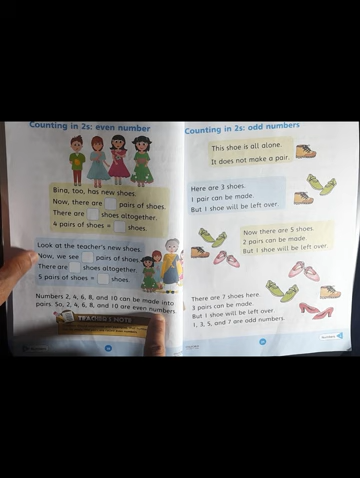 Counting in 2s: even number
Bina, too, has new shoes.
Now, there are pairs of shoes.
There are shoes altogether.
4 pairs of shoes = shoes.
Look at the teacher's new shoes.
Now, we see pairs of shoes.
There are shoes altogether.
5 pairs of shoes = shoes.
Numbers 2, 4, 6, 8, and 10 can be made into
pairs. So, 2, 4, 6, 8, and 10 are even numbers.
TEACHER'S NOTE
Counting in 2s: odd numbers
This shoe is all alone.
It does not make a pair.
Here are 3 shoes.
1 pair can be made.
But 1 shoe will be left over.
Now there are 5 shoes.
2 pairs can be made.
But 1 shoe will be left over.
There are 7 shoes here.
3 pairs can be made.
But 1 shoe will be left over.
1, 3, 5, and 7 are odd numbers.